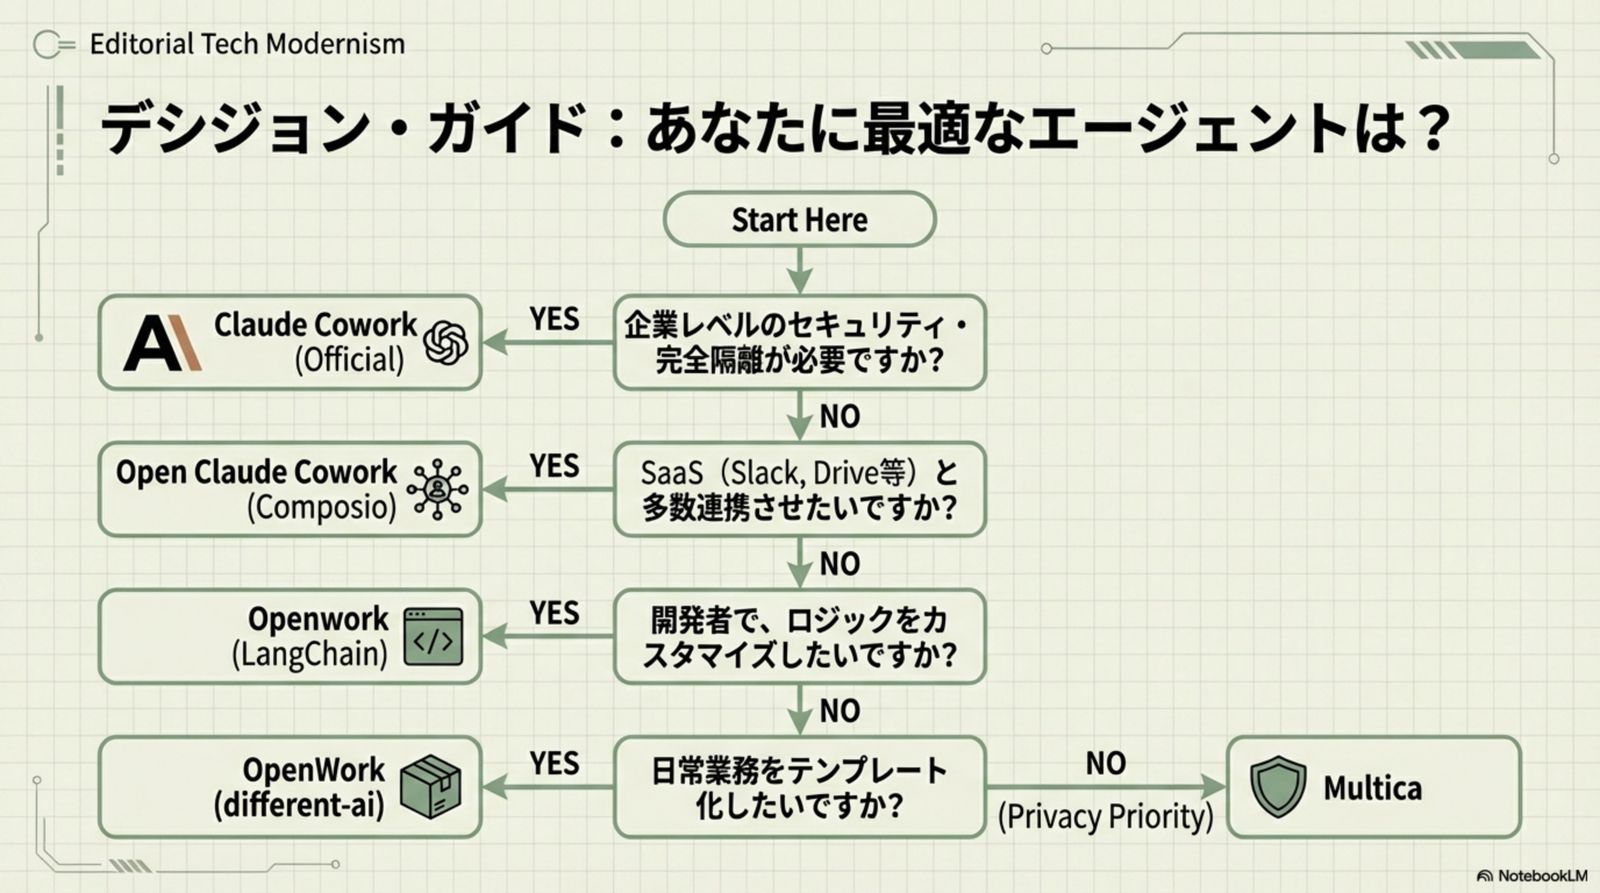 Editorial Tech Modernism
デシジョン・ガイド：あなたに最適なエージェントは？
Start Here
企業レベルのセキュリティ・
完全隔離が必要ですか？
YES
Claude Cowork
(Official)
NO
SaaS（Slack, Drive等）と
多数連携させたいですか？
YES
Open Claude Cowork
(Composio)
NO
開発者で、ロジックをカ
スタマイズしたいですか？
YES
Openwork
(LangChain)
</>
NO
日常業務をテンプレート
化したいですか？
YES
OpenWork
(different-ai)
NO
(Privacy Priority)
Multica
NotebookLM